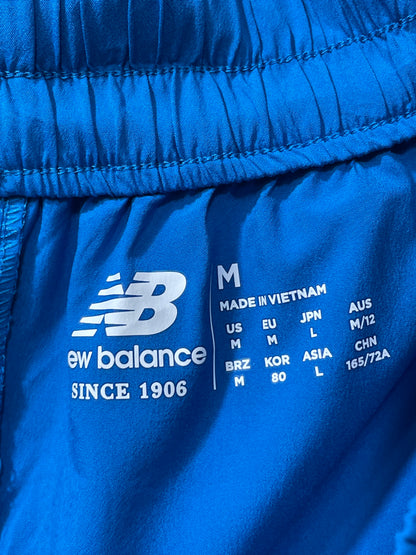 NB
ew balance
SINCE 1906
M
MADE IN VIETNAM
US EU JPN AUS
M M L M/12
BRZ KOR ASIA CHN
M 80 L 165/72A